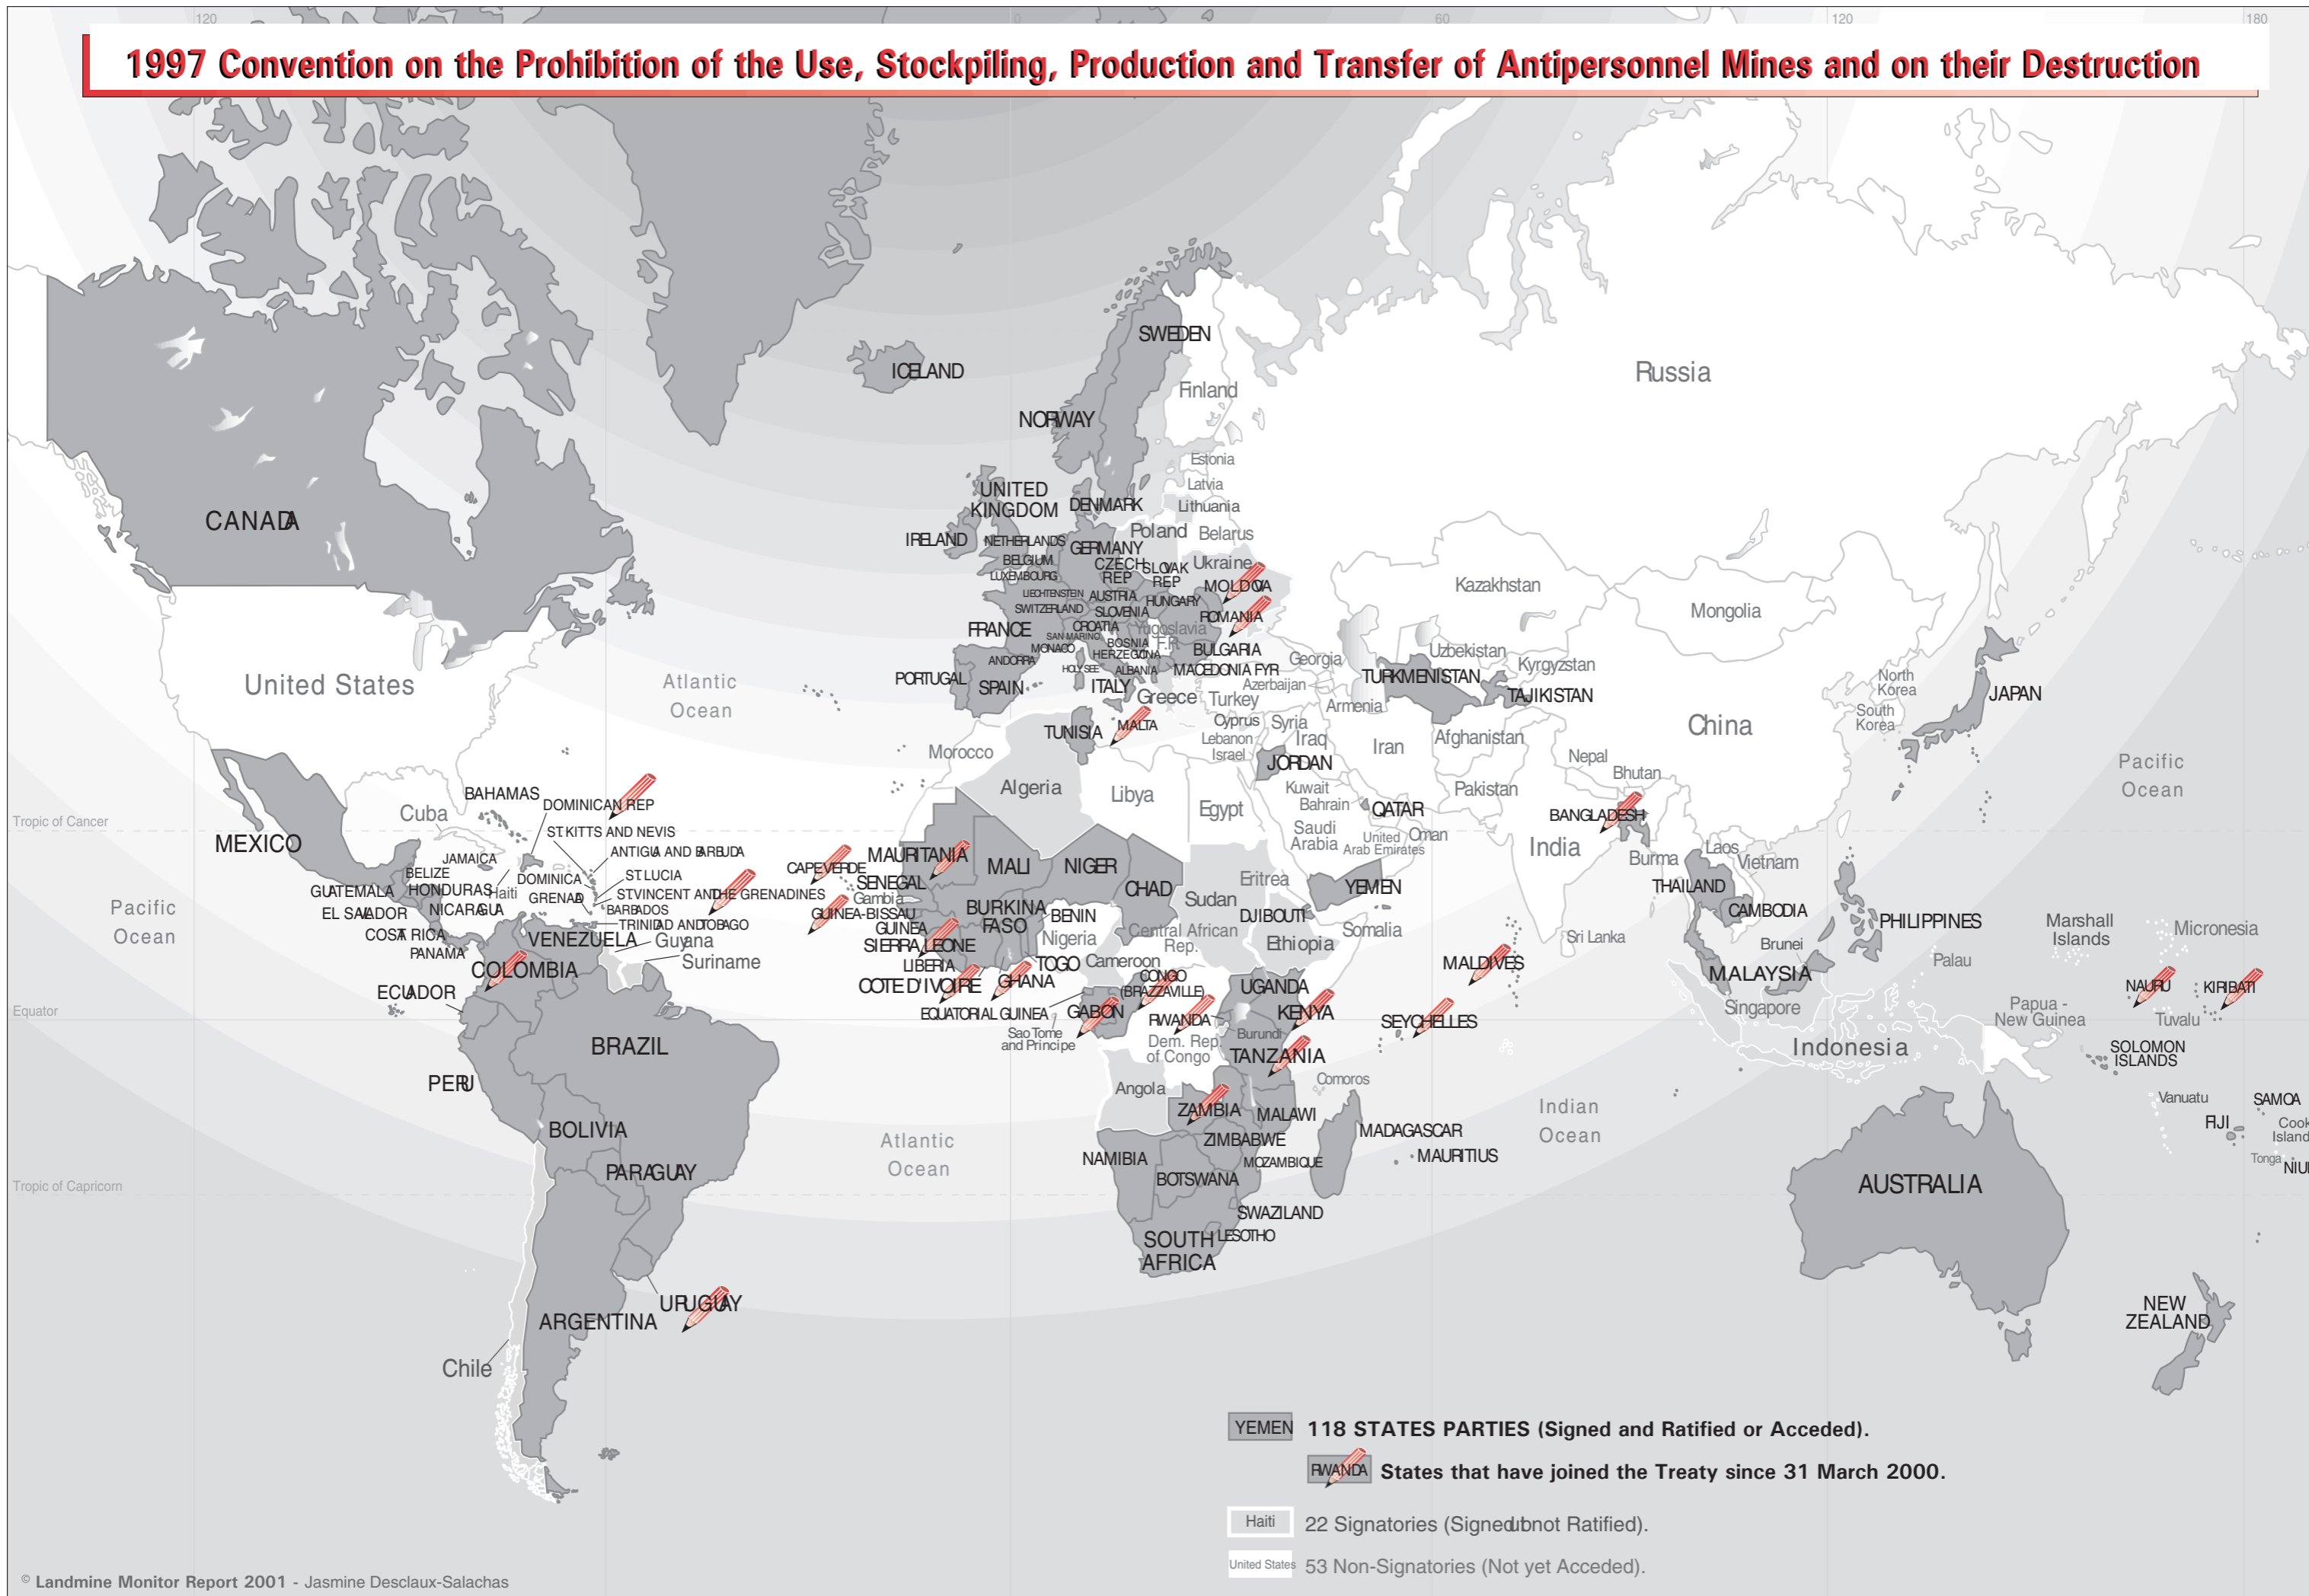 120
0
60
120
180
1997 Convention on the Prohibition of the Use, Stockpiling, Production and Transfer of Antipersonnel Mines and on their Destruction
SWEDEN
ICELAND
Finland
Russia
NORWAY
Estonia
Latvia
Lithuania
UNITED
KINGDOM
DENMARK
CANADA
Poland
Belarus
IRELAND
NETHERLANDS
GERMANY
BELGIUM
CZECH
REP
SLOVAK
REP
Ukraine
LUXEMBOURG
MOLDOVA
Kazakhstan
LIECHTENSTEIN
AUSTRIA
HUNGARY
SWITZERLAND
SLOVENIA
ROMANIA
Mongolia
FRANCE
CROATIA
Yugoslavia
F.R
SAN MARINO
MONACO
BOSNIA
HERZEGOVINA
BULGARIA
Georgia
Uzbekistan
Kyrgyzstan
ANDORRA
HOLY SEE
ALBANIA
MACEDONIA FYR
PORTUGAL
SPAIN
ITALY
Azerbaijan
TURKMENISTAN
TAJIKISTAN
North
Korea
JAPAN
United States
Atlantic
Ocean
Greece
Turkey
Armenia
South
Korea
China
TUNISIA
MALTA
Cyprus
Syria
Lebanon
Iraq
Israel
Iran
Afghanistan
Morocco
JORDAN
Nepal
Bhutan
Pacific
Ocean
Algeria
Libya
Egypt
Kuwait
Bahrain
QATAR
Pakistan
BAHAMAS
DOMINICAN REP
Cuba
Saudi
Arabia
United
Arab Emirates
Oman
BANGLADESH
Tropic of Cancer
MEXICO
ST KITTS AND NEVIS
ANTIGUA AND BARBUDA
JAMAICA
BELIZE
ST LUCIA
DOMINICA
GUATEMALA
HONDURAS
Haiti
ST VINCENT AND THE GRENADINES
GRENADA
EL SALVADOR
NICARAGUA
BARBADOS
COSTA RICA
TRINIDAD AND TOBAGO
PANAMA
VENEZUELA
Guyana
Suriname
COLOMBIA
ECUADOR
CAPE VERDE
MAURITANIA
MALI
NIGER
CHAD
SENEGAL
Gambia
GUINEA-BISSAU
GUINEA
SIERRA LEONE
LIBERIA
COTE D'IVOIRE
BURKINA
FASO
BENIN
Nigeria
TOGO
GHANA
Cameroon
Central African
Rep.
Sudan
Eritrea
YEMEN
DJIBOUTI
Ethiopia
Somalia
India
Burma
Laos
Vietnam
THAILAND
CAMBODIA
PHILIPPINES
Sri Lanka
Brunei
MALDIVES
MALAYSIA
Singapore
Marshall
Islands
Micronesia
Palau
Pacific
Ocean
NAURU
KIRIBATI
Equator
EQUATORIAL GUINEA
Sao Tome
and Principe
GABON
CONGO
(BRAZZAVILLE)
UGANDA
KENYA
RWANDA
Burundi
Dem. Rep.
of Congo
TANZANIA
SEYCHELLES
Papua -
New Guinea
Tuvalu
Indonesia
SOLOMON
ISLANDS
BRAZIL
PERU
Angola
Comoros
ZAMBIA
MALAWI
Indian
Ocean
Vanuatu
SAMOA
FIJI
Cook
Island
Tonga
NIU
BOLIVIA
Atlantic
Ocean
ZIMBABWE
MADAGASCAR
NAMIBIA
MOZAMBIQUE
MAURITIUS
BOTSWANA
PARAGUAY
AUSTRALIA
Tropic of Capricorn
SWAZILAND
LESOTHO
SOUTH
AFRICA
URUGUAY
ARGENTINA
Chile
NEW
ZEALAND
YEMEN 118 STATES PARTIES (Signed and Ratified or Acceded).
RWANDA States that have joined the Treaty since 31 March 2000.
Haiti 22 Signatories (Signed but not Ratified).
United States 53 Non-Signatories (Not yet Acceded).
© Landmine Monitor Report 2001 - Jasmine Desclaux-Salachas